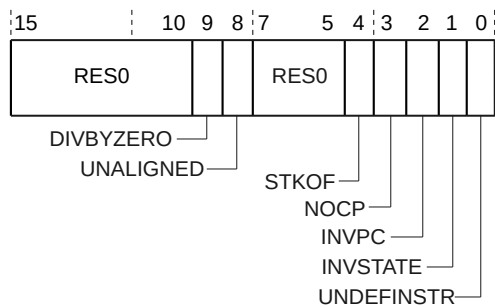 15 10 9 8 7 5 4 3 2 1 0
RES0 RES0
DIVBYZERO
UNALIGNED
STKOF
NOCP
INVPC
INVSTATE
UNDEFINSTR